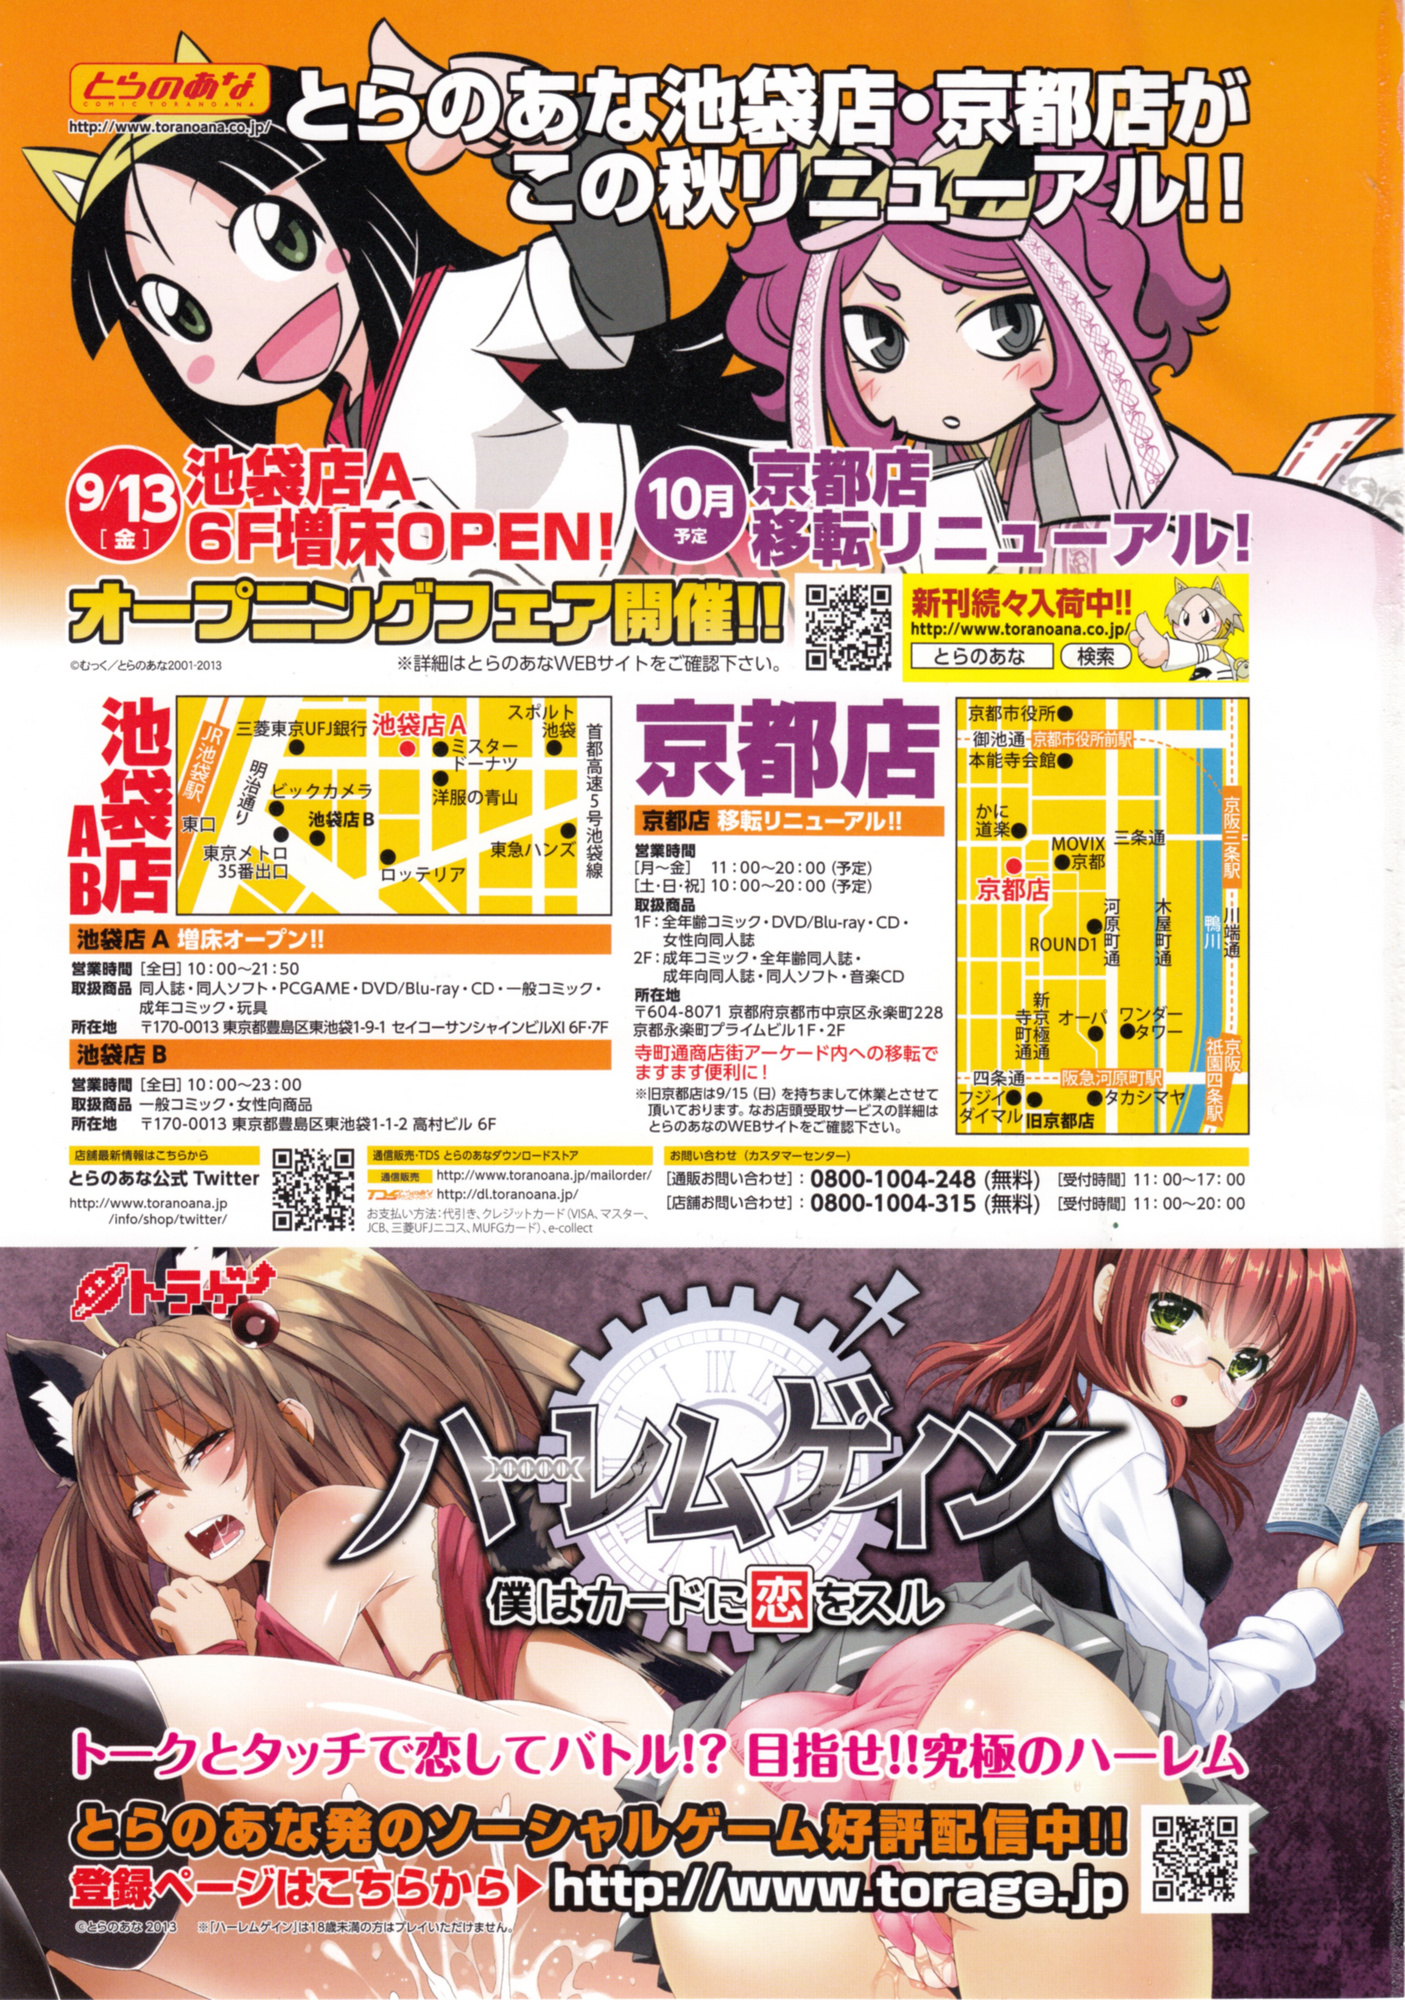 とらのあな
COMIC TORANOANA
http://www.toranoana.co.jp/
とらのあな池袋店・京都店が
この秋リニューアル!!
9/13
[金]
池袋店A
6F増床OPEN!
10月
予定
京都店
移転リニューアル!
オープニングフェア開催!!
新刊続々入荷中!!
http://www.toranoana.co.jp/
とらのあな 検索
©むっく／とらのあな2001-2013
※詳細はとらのあなWEBサイトをご確認下さい。
池袋店
AB
JR池袋駅
三菱東京UFJ銀行
池袋店A
スポルト
池袋
ミスター
ドーナツ
首都高速5号池袋線
明治通り
ビックカメラ
洋服の青山
東口
池袋店B
東京メトロ
35番出口
東急ハンズ
ロッテリア
池袋店 A 増床オープン!!
営業時間 [全日] 10:00～21:50
取扱商品 同人誌・同人ソフト・PCGAME・DVD/Blu-ray・CD・一般コミック・
成年コミック・玩具
所在地 〒170-0013 東京都豊島区東池袋1-9-1 セイコーサンシャインビルXI 6F・7F
池袋店 B
営業時間 [全日] 10:00～23:00
取扱商品 一般コミック・女性向商品
所在地 〒170-0013 東京都豊島区東池袋1-1-2 高村ビル 6F
京都店
京都店 移転リニューアル!!
営業時間
[月～金] 11:00～20:00 (予定)
[土・日・祝] 10:00～20:00 (予定)
取扱商品
1F：全年齢コミック・DVD/Blu-ray・CD・
女性向同人誌
2F：成年コミック・全年齢同人誌・
成年向同人誌・同人ソフト・音楽CD
所在地
〒604-8071 京都府京都市中京区永楽町228
京都永楽町プライムビル1F・2F
寺町通商店街アーケード内への移転で
ますます便利に！
※旧京都店は9/15（日）を持ちまして休業とさせて
頂いております。なお店頭受取サービスの詳細は
とらのあなのWEBサイトをご確認下さい。
京都市役所
御池通 京都市役所前駅
本能寺会館
かに
道楽
京阪三条駅
MOVIX
京都
三条通
京都店
河原町通
木屋町通
鴨川
川端通
ROUND1
新京極通
寺町通
オーパ
ワンダー
タワー
京阪
祇園四条駅
四条通 阪急河原町駅
フジイ
ダイマル
旧京都店
タカシマヤ
店舗最新情報はこちらから
とらのあな公式 Twitter
http://www.toranoana.jp
/info/shop/twitter/
通信販売・TDS とらのあなダウンロードストア
通信販売 http://www.toranoana.jp/mailorder/
TDS http://dl.toranoana.jp/
お支払い方法：代引き、クレジットカード（VISA、マスター、
JCB、三菱UFJニコス、MUFGカード）、e-collect
お問い合わせ（カスタマーセンター）
[通販お問い合わせ]：0800-1004-248 (無料) [受付時間] 11:00～17:00
[店舗お問い合わせ]：0800-1004-315 (無料) [受付時間] 11:00～20:00
トラゲー
ハーレムゲイン
僕はカードに恋をスル
トークとタッチで恋してバトル!? 目指せ!!究極のハーレム
とらのあな発のソーシャルゲーム好評配信中!!
登録ページはこちらから▶http://www.torage.jp
©とらのあな 2013 ※「ハーレムゲイン」は18歳未満の方はプレイいただけません。